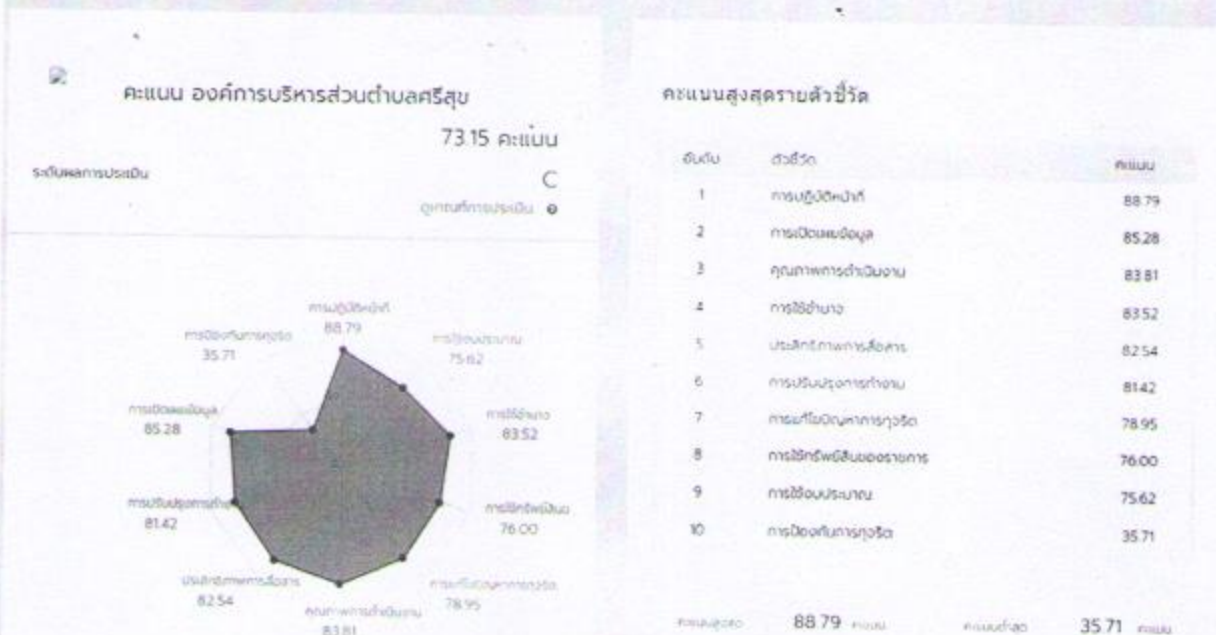 คะแนน องค์การบริหารส่วนตำบลศรีสุข
73.15 คะแนน
ระดับผลการประเมิน
C
ดูเกณฑ์การประเมิน
การปฏิบัติหน้าที่
88.79
การป้องกันการทุจริต
35.71
การใช้งบประมาณ
75.62
การเปิดเผยข้อมูล
85.28
การใช้อำนาจ
83.52
การปรับปรุงการทำงาน
81.42
การใช้ทรัพย์สินข
76.00
ประสิทธิภาพการสื่อสาร
82.54
การแก้ไขปัญหาการทุจริต
78.95
คุณภาพการดำเนินงาน
83.81
คะแนนสูงสุดรายตัวชี้วัด
อันดับ ตัวชี้วัด คะแนน
1 การปฏิบัติหน้าที่ 88.79
2 การเปิดเผยข้อมูล 85.28
3 คุณภาพการดำเนินงาน 83.81
4 การใช้อำนาจ 83.52
5 ประสิทธิภาพการสื่อสาร 82.54
6 การปรับปรุงการทำงาน 81.42
7 การแก้ไขปัญหาการทุจริต 78.95
8 การใช้ทรัพย์สินของราชการ 76.00
9 การใช้งบประมาณ 75.62
10 การป้องกันการทุจริต 35.71
คะแนนสูงสุด 88.79 คะแนน คะแนนต่ำสุด 35.71 คะแนน